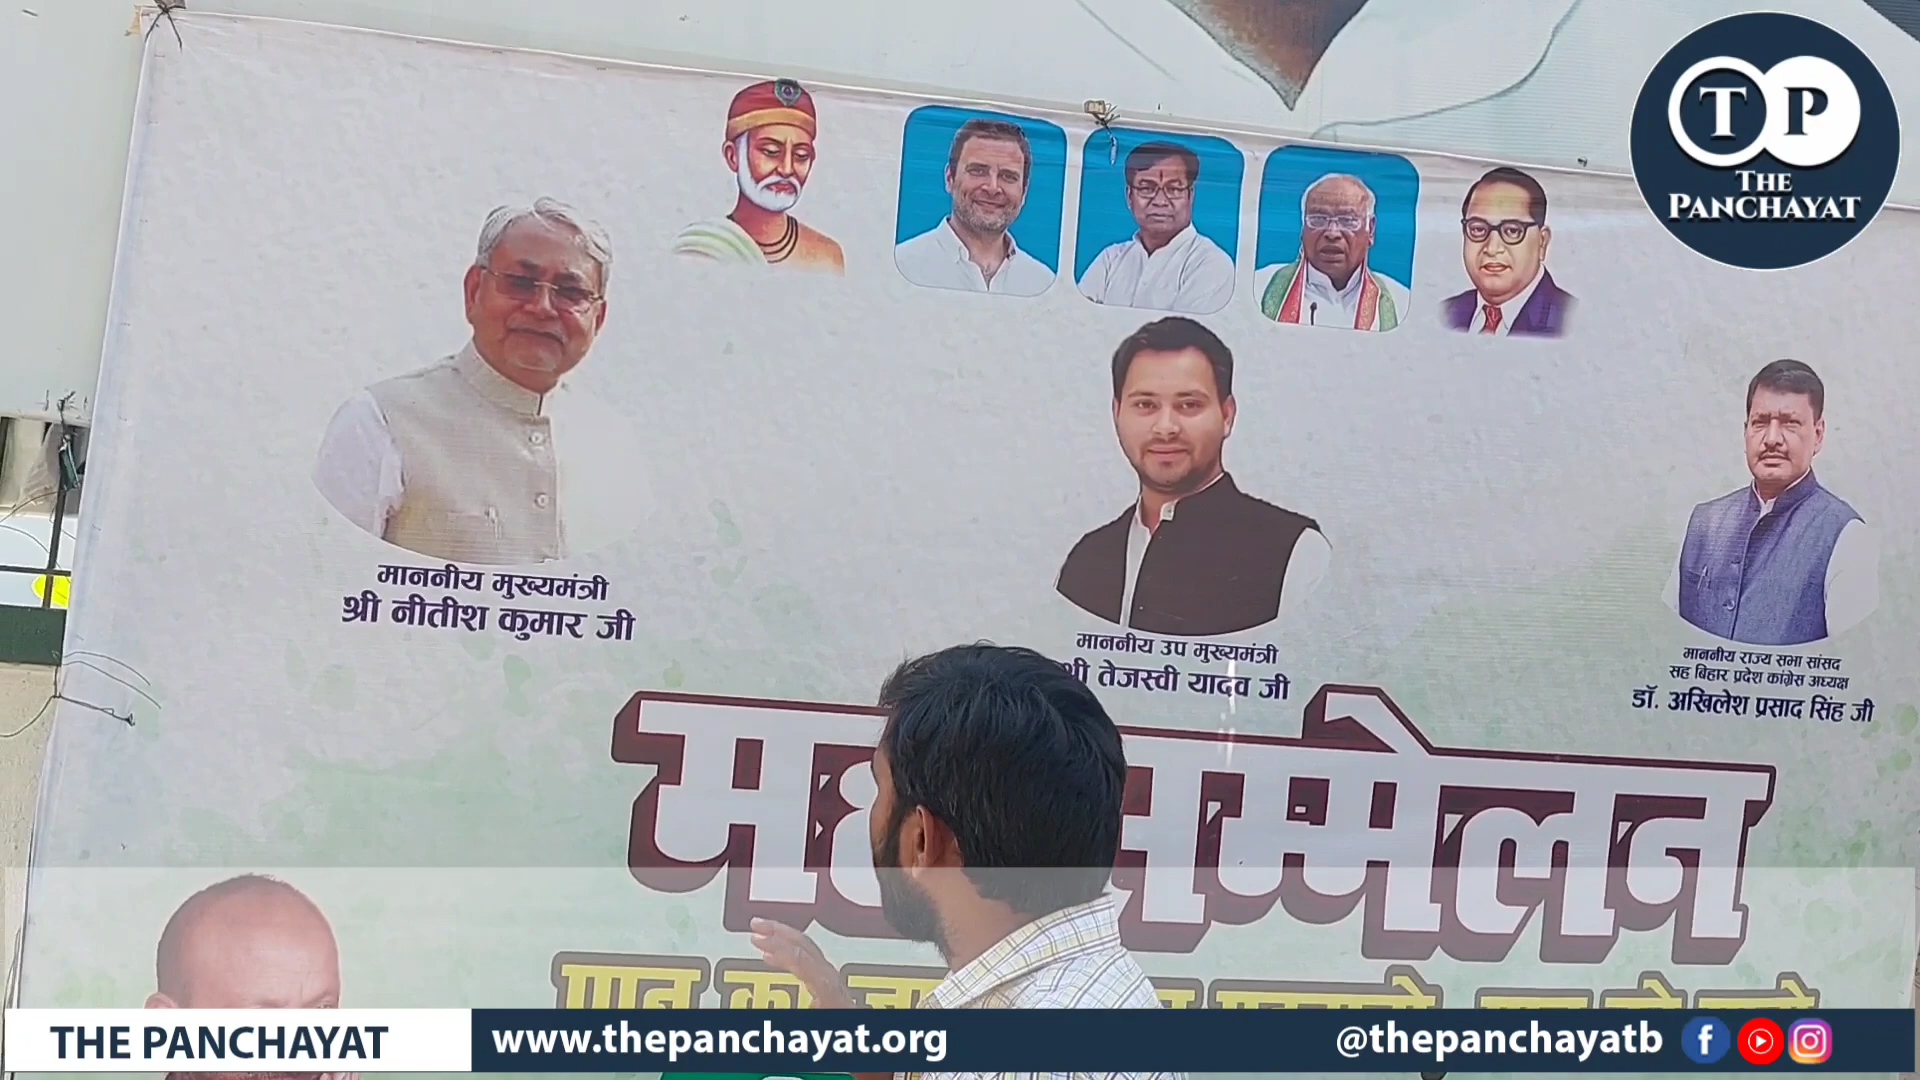 TP
THE
PANCHAYAT
माननीय मुख्यमंत्री
श्री नीतीश कुमार जी
माननीय उप मुख्यमंत्री
श्री तेजस्वी यादव जी
माननीय राज्य सभा सांसद
सह बिहार प्रदेश कांग्रेस अध्यक्ष
डॉ. अखिलेश प्रसाद सिंह जी
THE PANCHAYAT
www.thepanchayat.org
@thepanchayatb